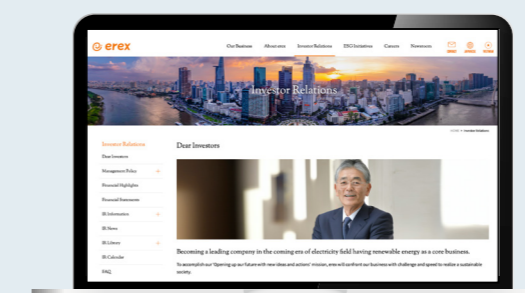 erex
Our Business About erex Investor Relations ESG Initiatives Careers Newsroom
Investor Relations
HOME Investor Relations
Investor Relations
Dear Investors
Management Policy +
Financial Highlights
Financial Statements
IR Information +
IR News
IR Library +
IR Calendar
FAQ
Dear Investors
Becoming a leading company in the coming era of electricity field having renewable energy as a core business.
To accomplish our 'Opening up our future with new ideas and actions' mission, erex will confront our business with challenge and speed to realize a sustainable
society.